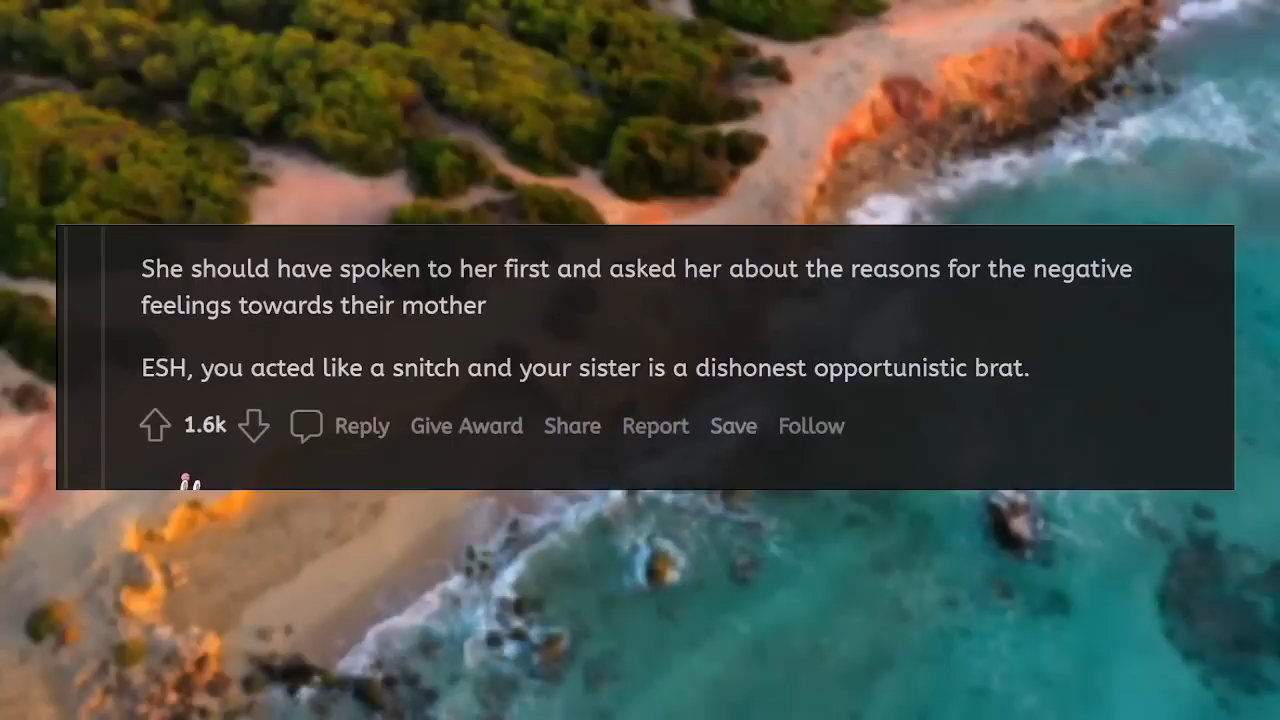 She should have spoken to her first and asked her about the reasons for the negative
feelings towards their mother
ESH, you acted like a snitch and your sister is a dishonest opportunistic brat.
1.6k Reply Give Award Share Report Save Follow